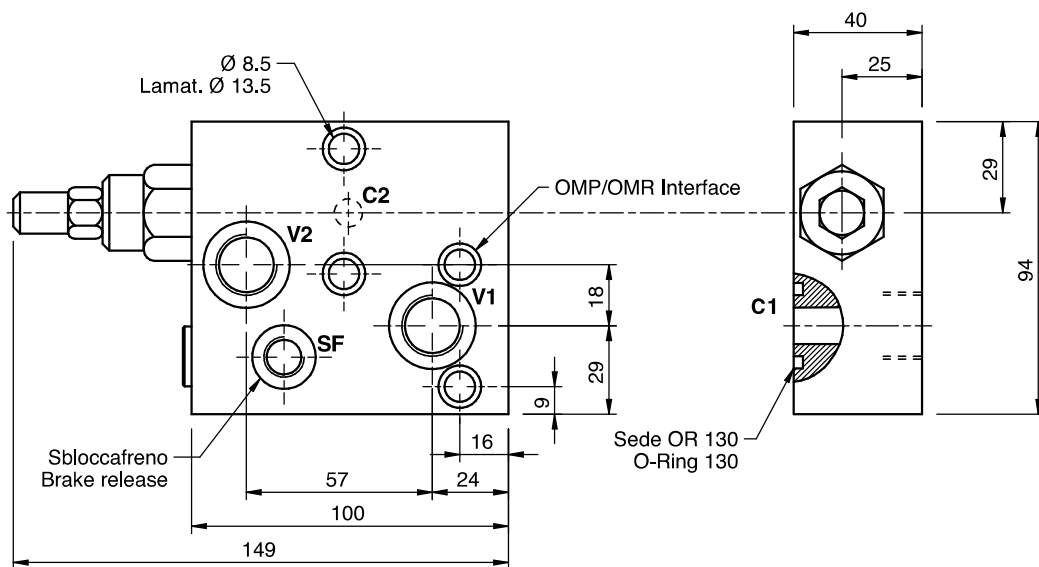 40
25
Ø 8.5
Lamat. Ø 13.5
OMP/OMR Interface
C2
V2
V1
SF
C1
29
94
18
29
9
16
Sbloccafreno
Brake release
Sede OR 130
O-Ring 130
57
24
100
149